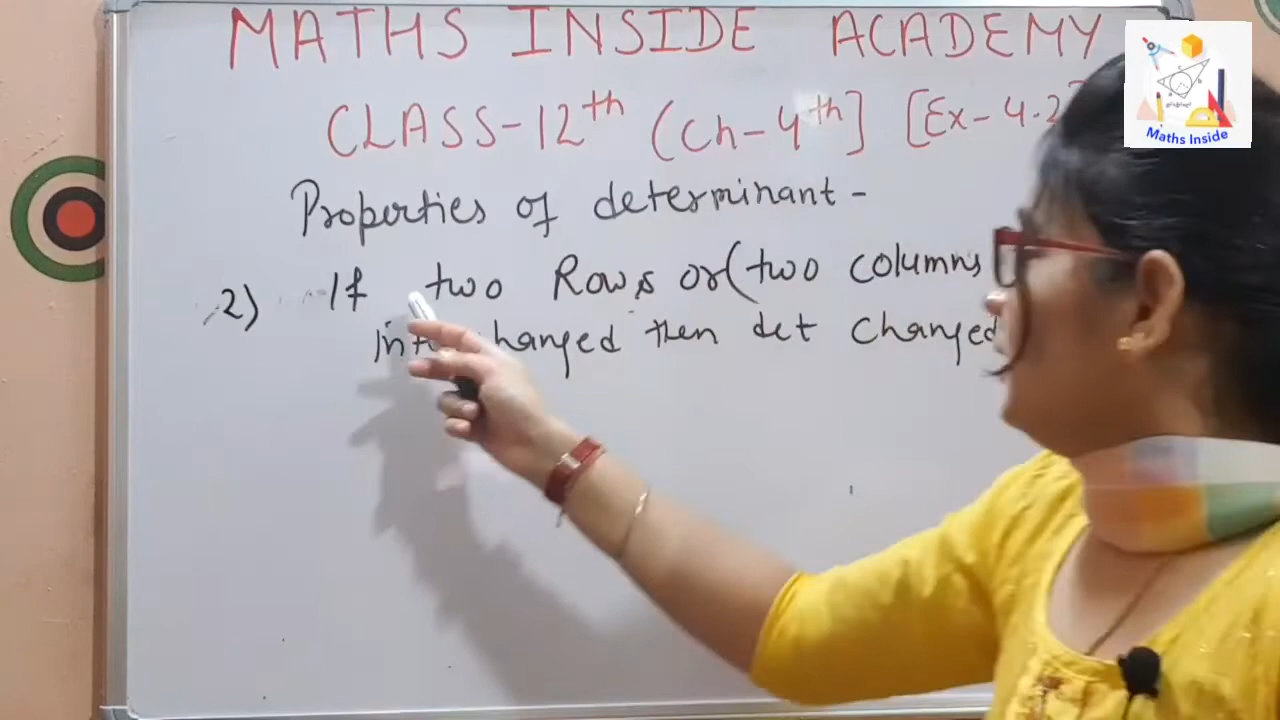 MATHS INSIDE ACADEMY
CLASS-12th (Ch-4th] [Ex-4.2
Maths Inside
Properties of determinant -
2) If two Rows or (two columns
changed then det changed